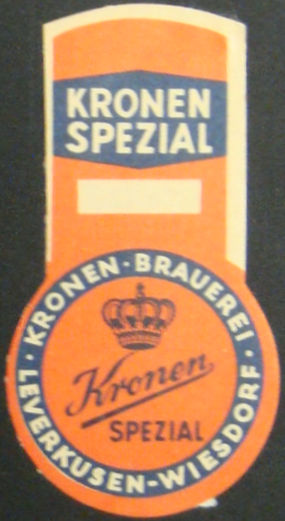 KRONEN
SPEZIAL
KRONEN-BRAUEREI
Kronen
SPEZIAL
LEVERKUSEN-WIESDORF